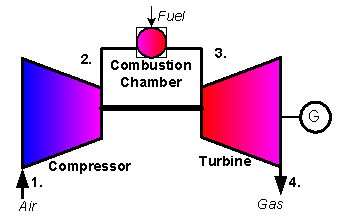 Fuel
2.
3.
Combustion
Chamber
G
Compressor
Turbine
1.
4.
Air
Gas